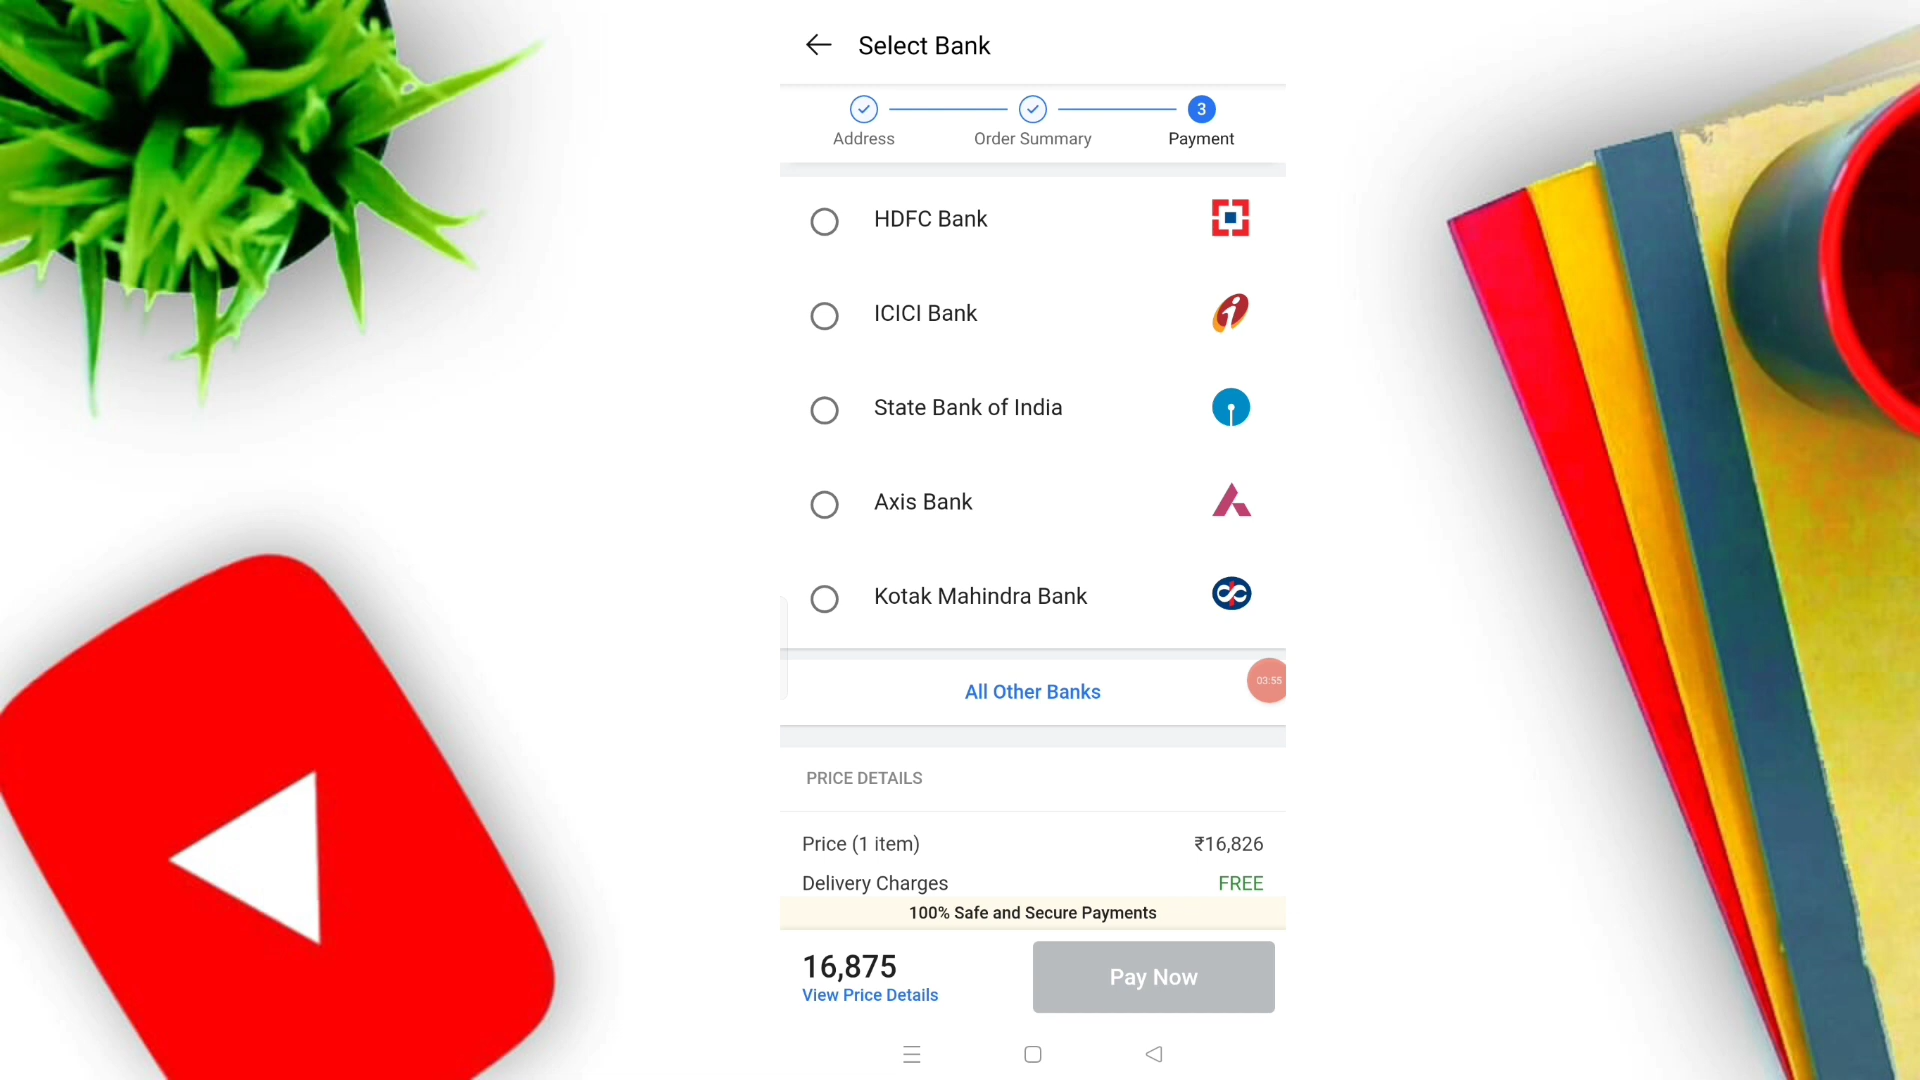 Select Bank
3
Address
Order Summary
Payment
HDFC Bank
ICICI Bank
State Bank of India
Axis Bank
Kotak Mahindra Bank
All Other Banks
03:55
PRICE DETAILS
Price (1 item) ₹16,826
Delivery Charges FREE
100% Safe and Secure Payments
16,875
View Price Details
Pay Now